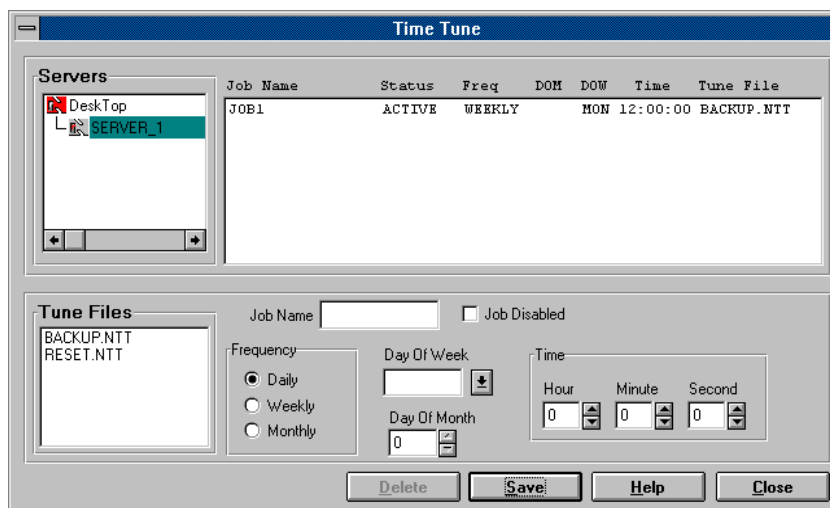 Time Tune
Servers
DeskTop
SERVER_1
Job Name Status Freq DOM DOW Time Tune File
JOB1 ACTIVE WEEKLY MON 12:00:00 BACKUP.NTT
Tune Files
BACKUP.NTT
RESET.NTT
Job Name
Job Disabled
Frequency
Daily
Weekly
Monthly
Day Of Week
Day Of Month
0
Time
Hour Minute Second
0 0 0
Delete Save Help Close